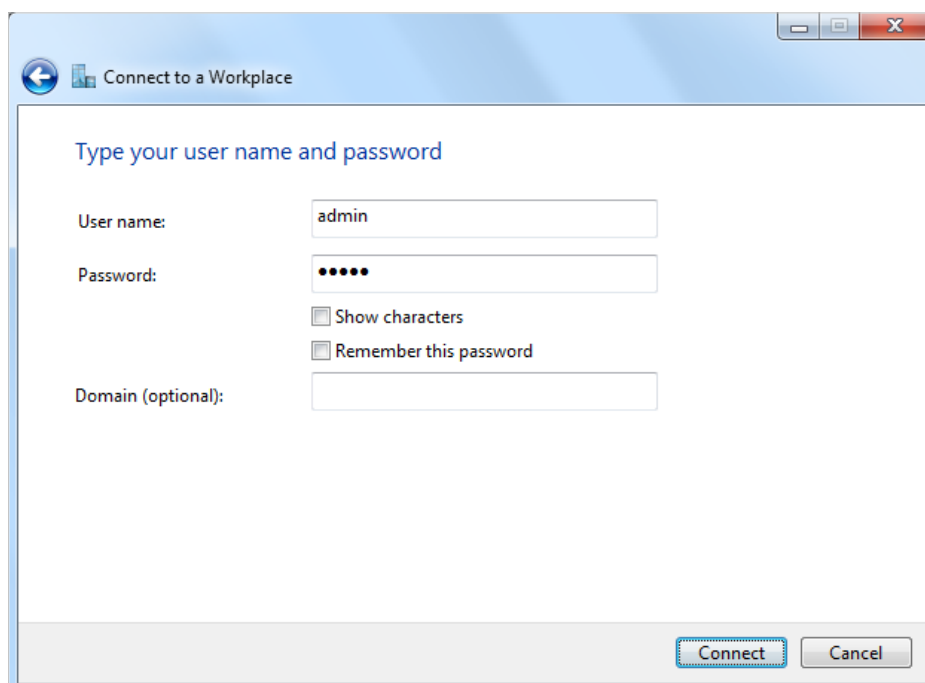 Connect to a Workplace
Type your user name and password
User name: admin
Password: •••••
Show characters
Remember this password
Domain (optional):
Connect Cancel